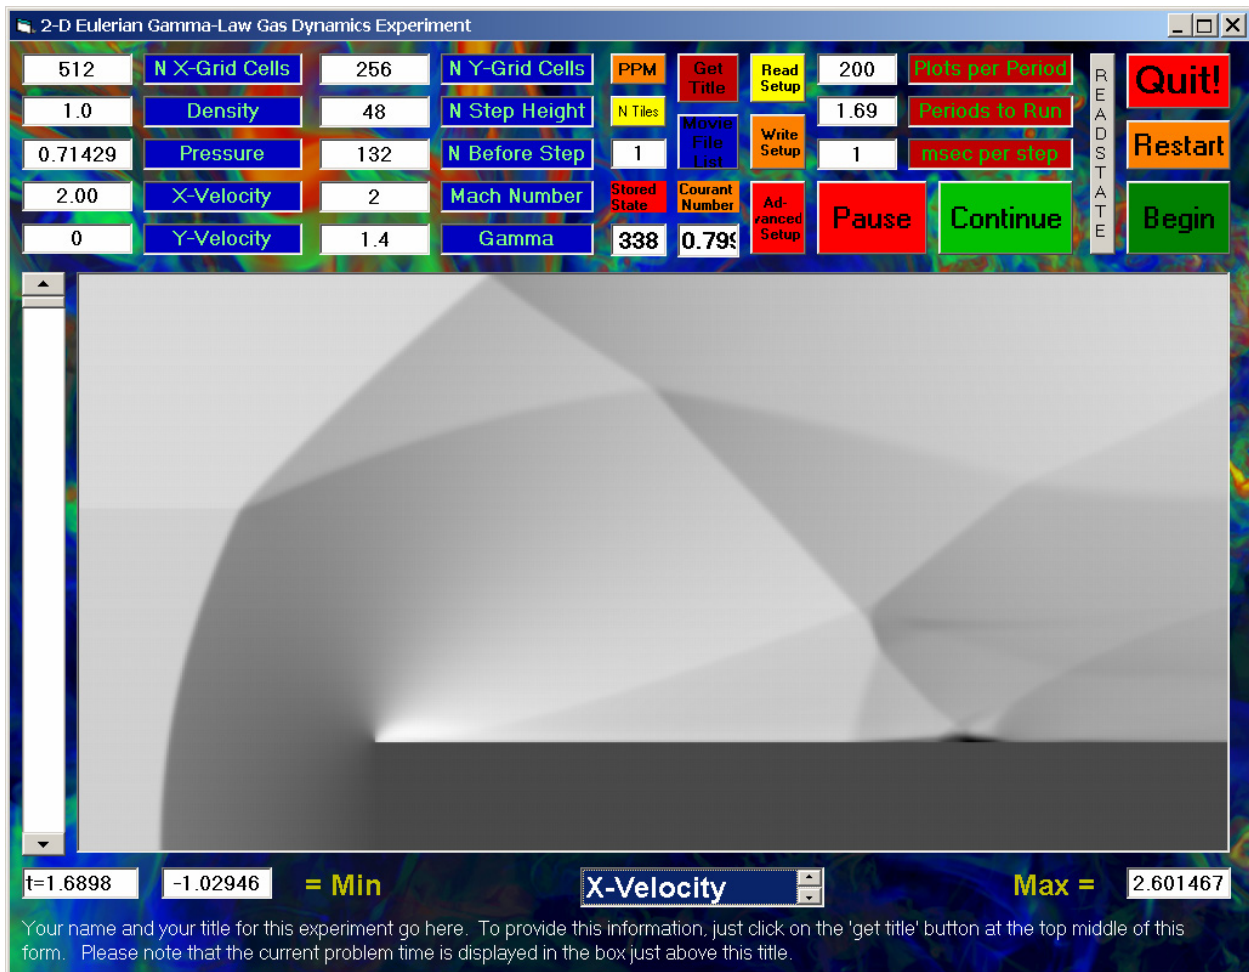 2-D Eulerian Gamma-Law Gas Dynamics Experiment
512 N X-Grid Cells 256 N Y-Grid Cells PPM Get Title Read Setup 200 Plots per Period READSTATE Quit!
1.0 Density 48 N Step Height N Tiles Movie File List 1.69 Periods to Run
0.71429 Pressure 132 N Before Step 1 Write Setup 1 msec per step Restart
2.00 X-Velocity 2 Mach Number Stored State Courant Number Ad- vanced Setup Pause Continue Begin
0 Y-Velocity 1.4 Gamma 338 0.799
t=1.6898 -1.02946 = Min X-Velocity Max = 2.601467
Your name and your title for this experiment go here.  To provide this information, just click on the 'get title' button at the top middle of this
form.   Please note that the current problem time is displayed in the box just above this title.